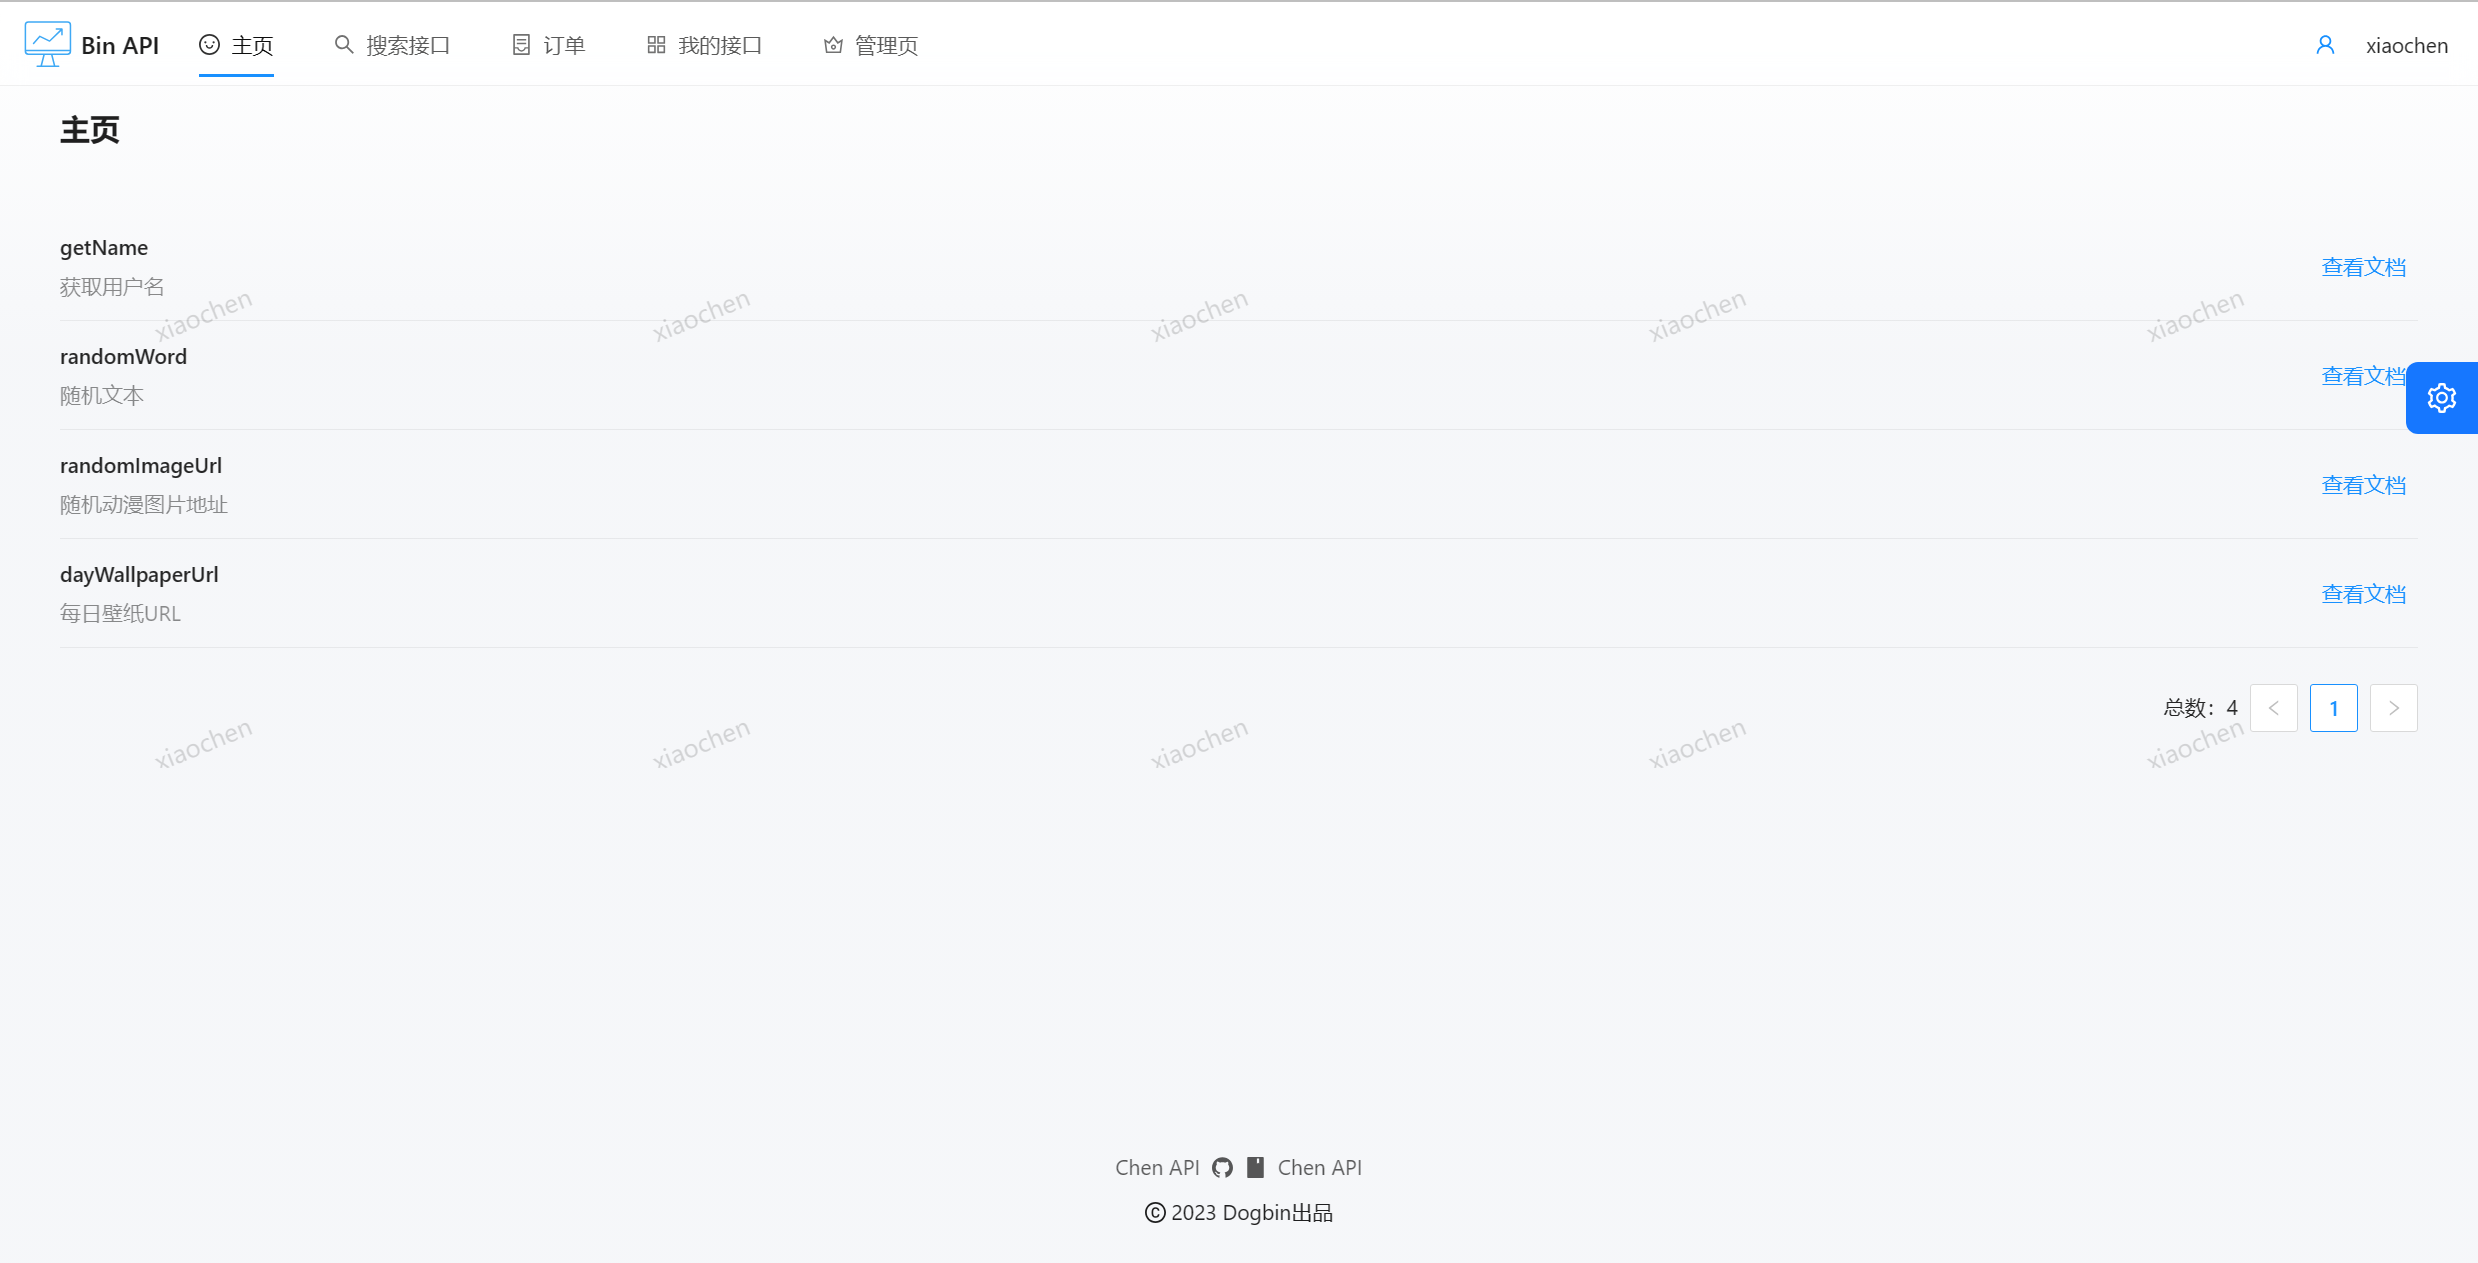 Bin API 主页 搜索接口 订单 我的接口 管理页 xiaochen
主页
getName
获取用户名
查看文档
xiaochen xiaochen xiaochen xiaochen xiaochen
randomWord
随机文本
查看文档
randomImageUrl
随机动漫图片地址
查看文档
dayWallpaperUrl
每日壁纸URL
查看文档
总数：4 < 1 >
xiaochen xiaochen xiaochen xiaochen xiaochen
Chen API Chen API
© 2023 Dogbin出品